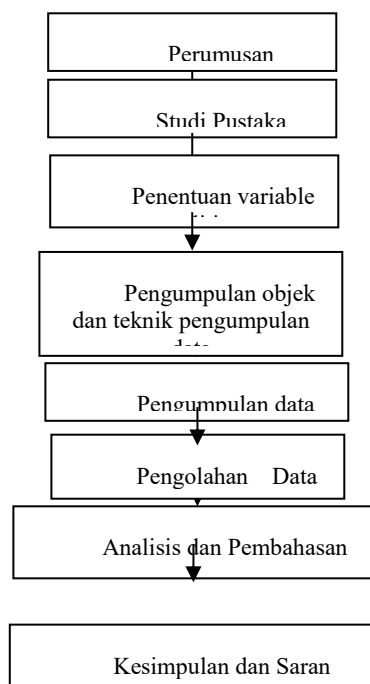 Perumusan
Studi Pustaka
Penentuan variable
Pengumpulan objek
dan teknik pengumpulan
data
Pengumpulan data
Pengolahan Data
Analisis dan Pembahasan
Kesimpulan dan Saran